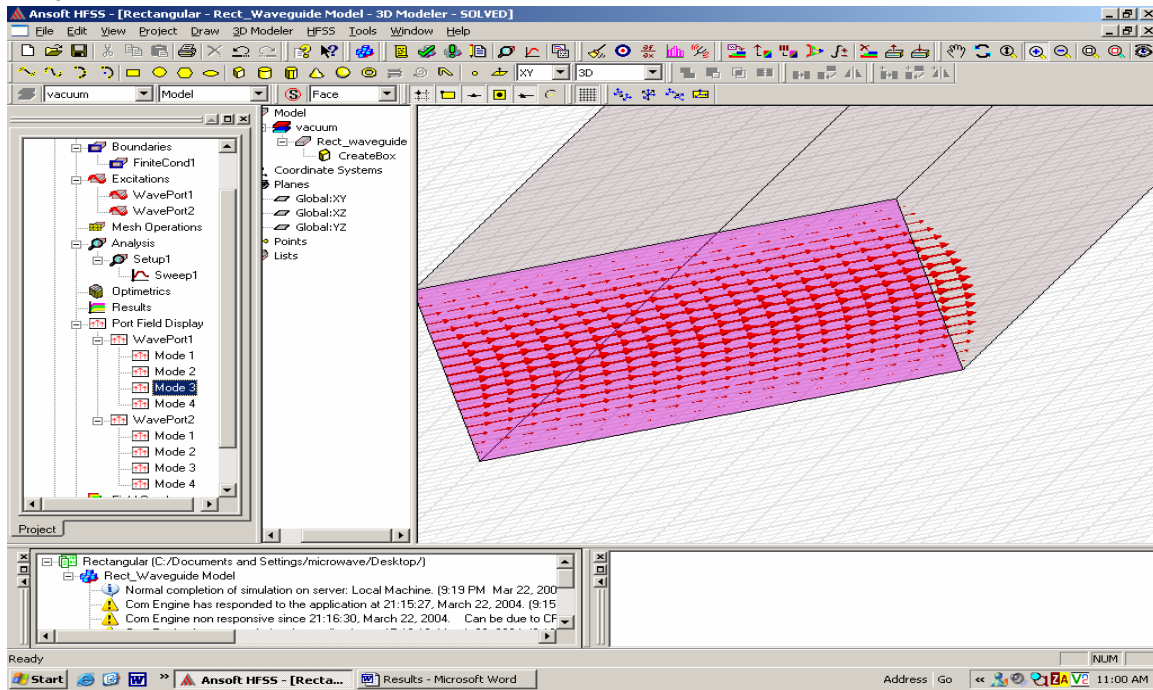 Ansoft HFSS - [Rectangular - Rect_Waveguide Model - 3D Modeler - SOLVED]
File Edit View Project Draw 3D Modeler HFSS Tools Window Help
XY 3D
vacuum Model S Face
Boundaries
FiniteCond1
Excitations
WavePort1
WavePort2
Mesh Operations
Analysis
Setup1
Sweep1
Optimetrics
Results
Port Field Display
WavePort1
Mode 1
Mode 2
Mode 3
Mode 4
WavePort2
Mode 1
Mode 2
Mode 3
Mode 4
Project
Model
vacuum
Rect_waveguide
CreateBox
Coordinate Systems
Planes
Global:XY
Global:XZ
Global:YZ
Points
Lists
Rectangular (C:/Documents and Settings/microwave/Desktop/)
Rect_Waveguide Model
Normal completion of simulation on server: Local Machine. (9:19 PM Mar 22, 200
Com Engine has responded to the application at 21:15:27, March 22, 2004. (9:15
Com Engine non responsive since 21:16:30, March 22, 2004. Can be due to CP
Ready NUM
Start » Ansoft HFSS - [Recta... Results - Microsoft Word Address Go « 11:00 AM